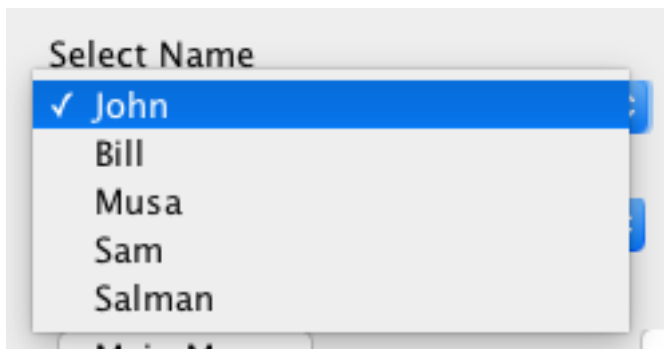 Select Name
✓ John
Bill
Musa
Sam
Salman